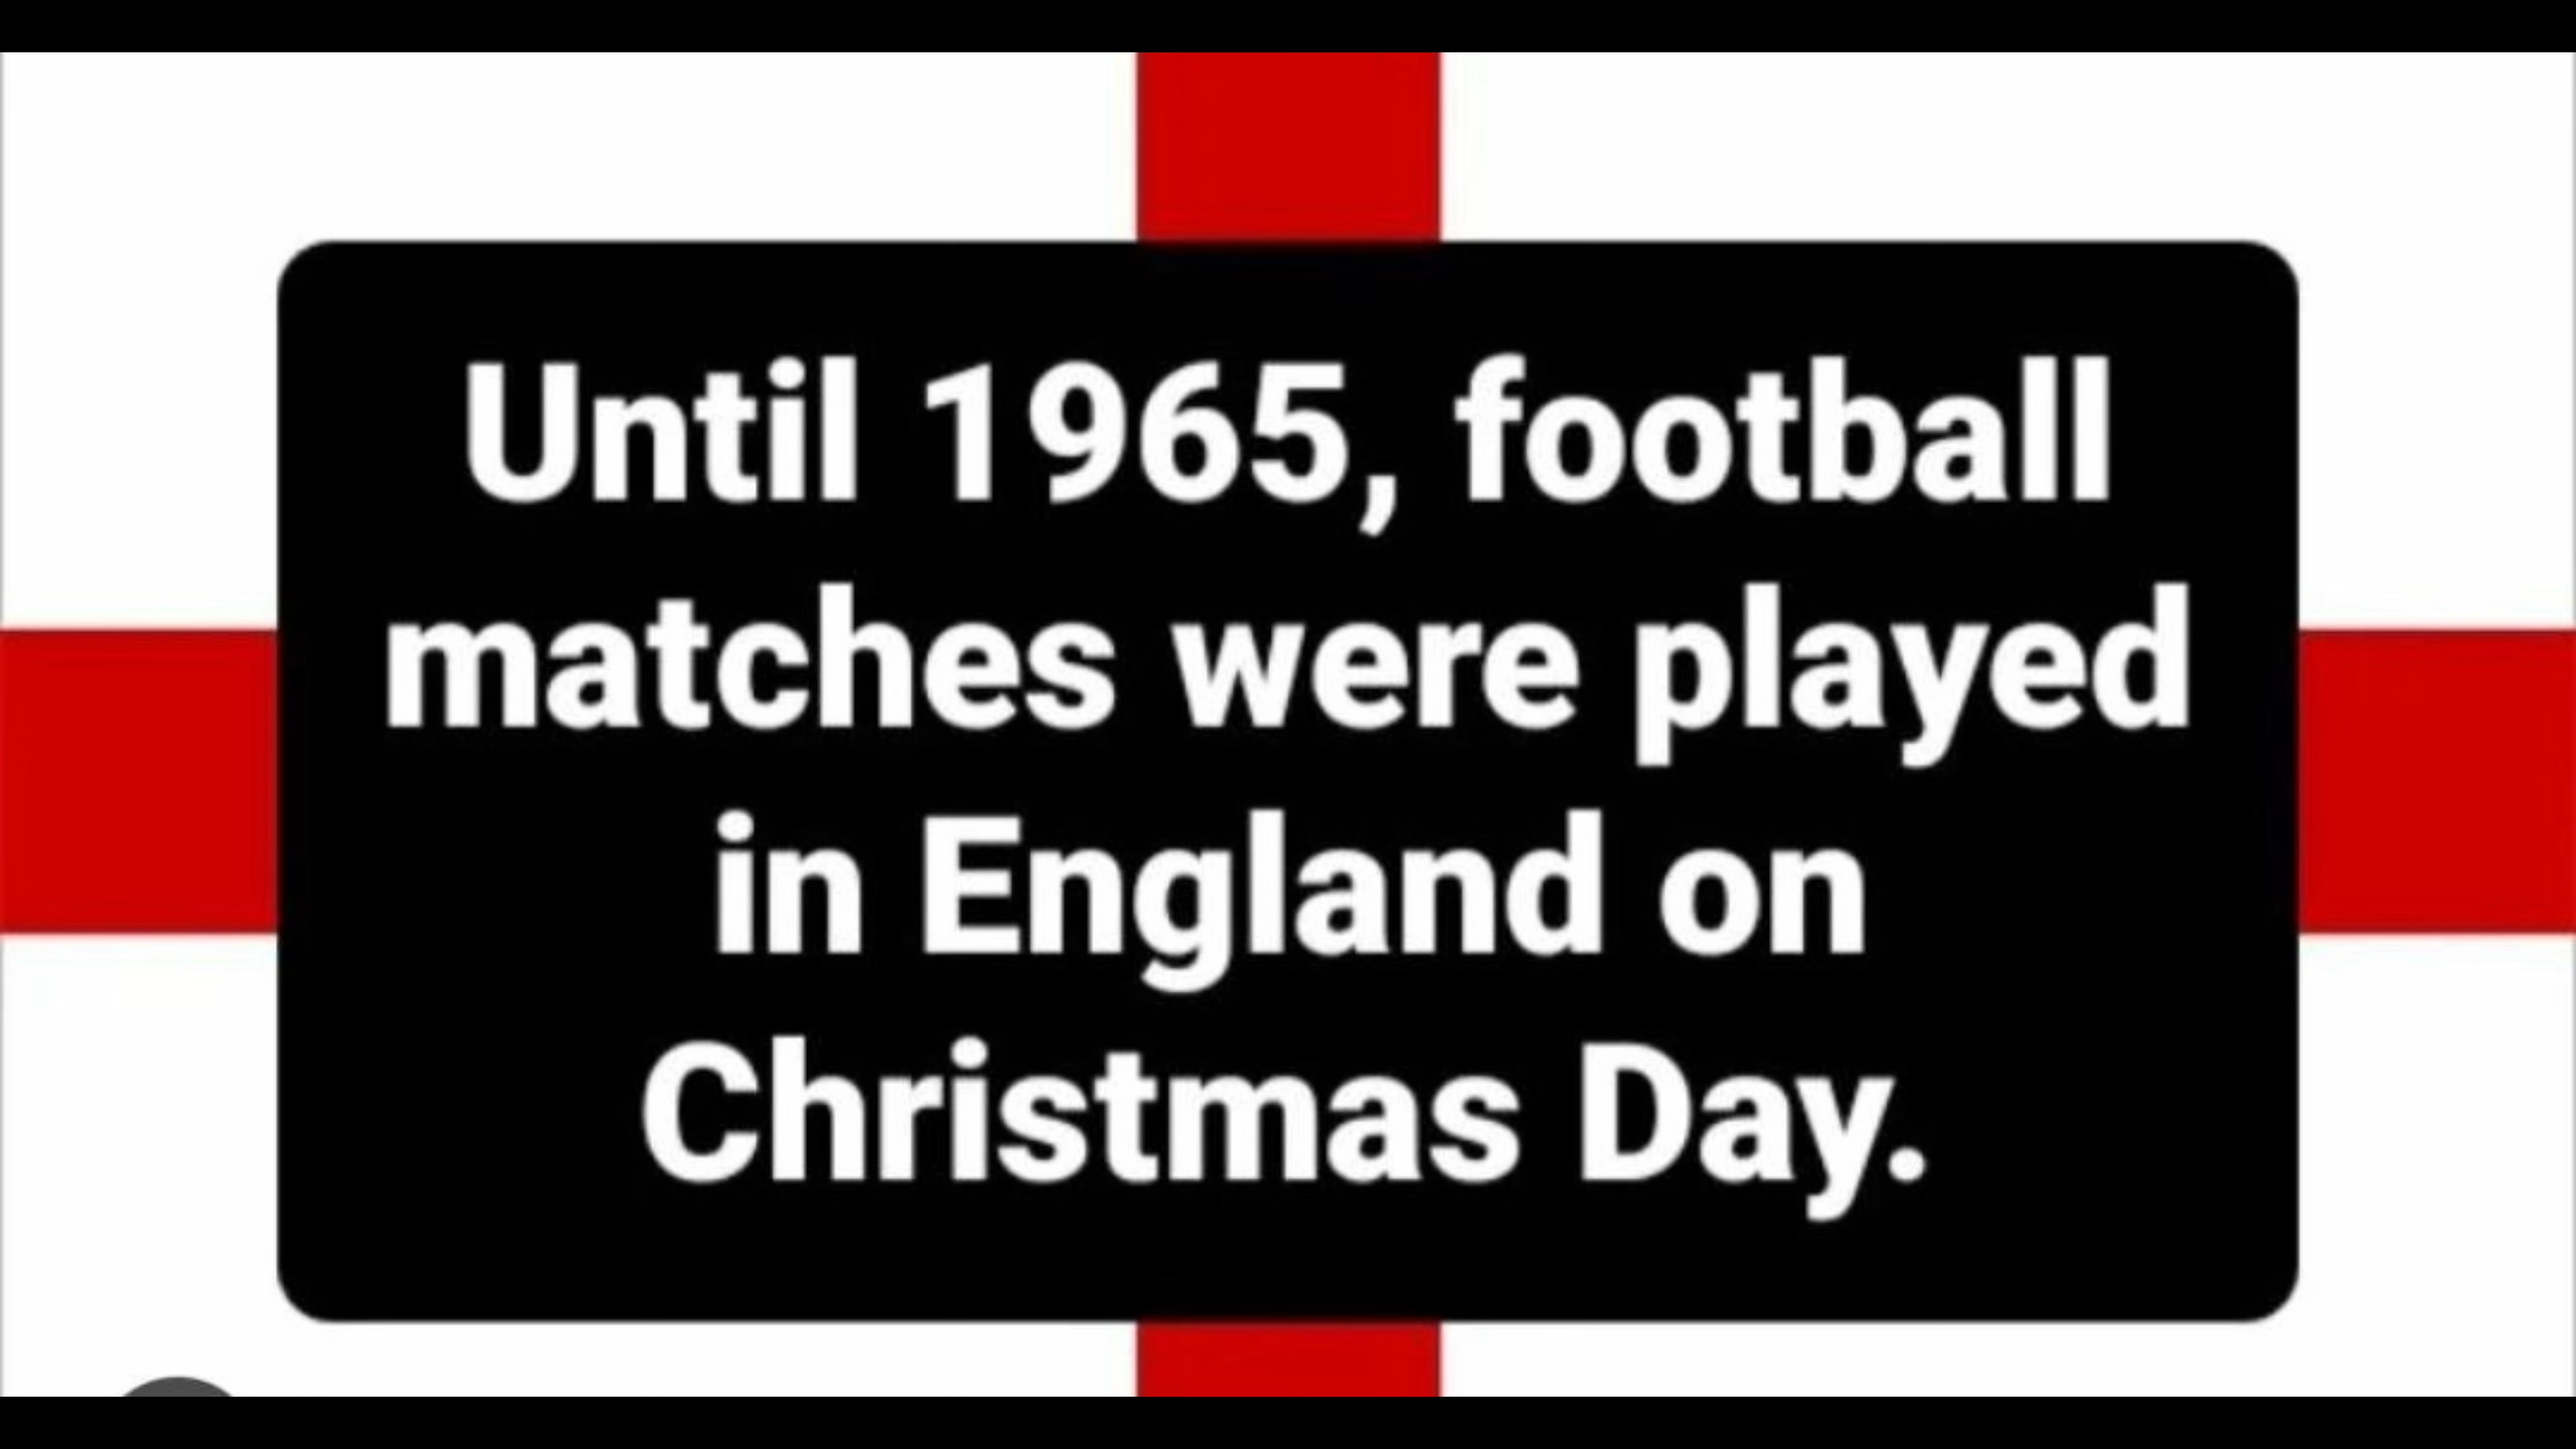 Until 1965, football
matches were played
in England on
Christmas Day.